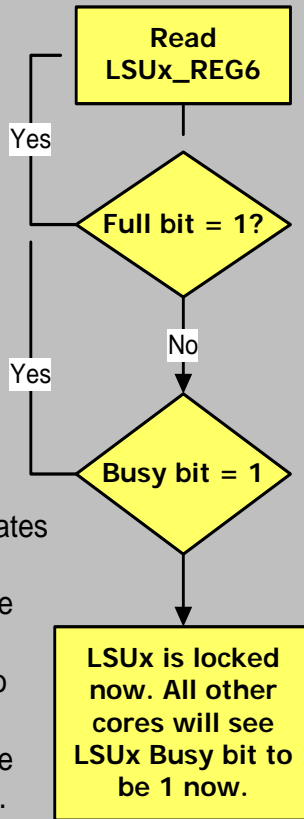 Read
LSUx_REG6
Yes
Full bit = 1?
No
Yes
Busy bit = 1
ates
e
o
e
.
LSUx is locked
now. All other
cores will see
LSUx Busy bit to
be 1 now.